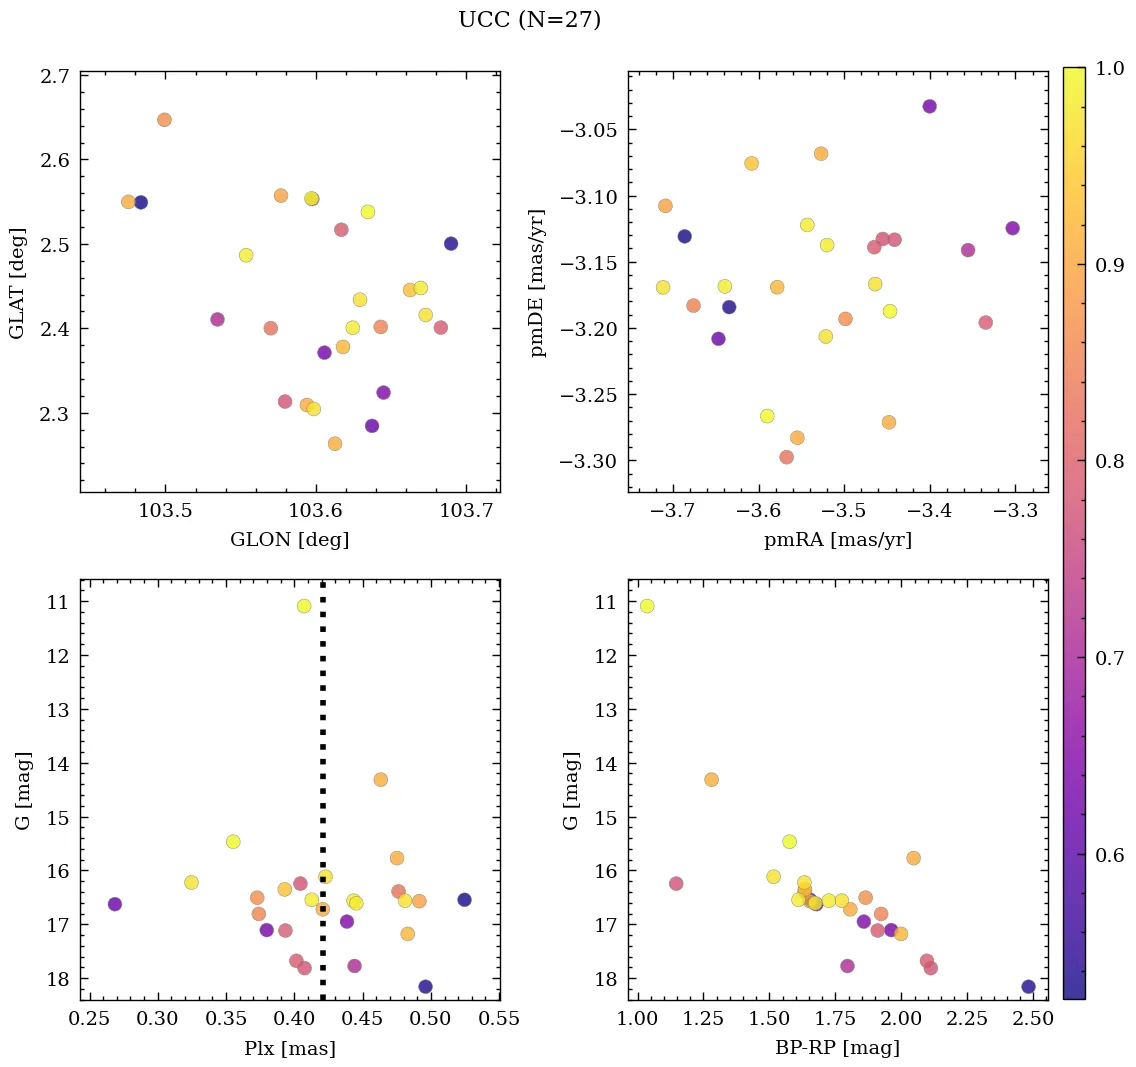 UCC (N=27)
2.7
2.6
2.5
2.4
2.3
GLAT [deg]
103.5 103.6 103.7
GLON [deg]
−3.05
−3.10
−3.15
−3.20
−3.25
−3.30
pmDE [mas/yr]
−3.7 −3.6 −3.5 −3.4 −3.3
pmRA [mas/yr]
1.0
0.9
0.8
0.7
0.6
11
12
13
14
15
16
17
18
G [mag]
0.25 0.30 0.35 0.40 0.45 0.50 0.55
Plx [mas]
11
12
13
14
15
16
17
18
G [mag]
1.00 1.25 1.50 1.75 2.00 2.25 2.50
BP-RP [mag]